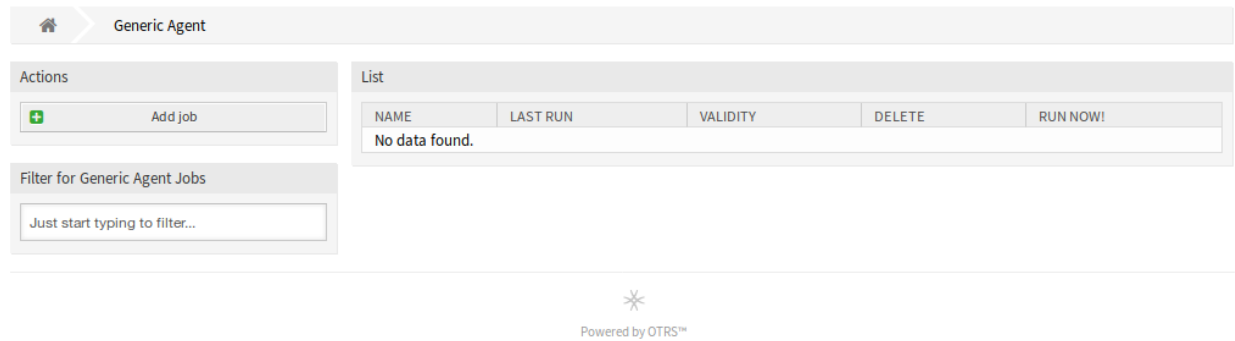 Generic Agent
Actions
Add job
Filter for Generic Agent Jobs
Just start typing to filter...
List
NAME LAST RUN VALIDITY DELETE RUN NOW!
No data found.
Powered by OTRS™